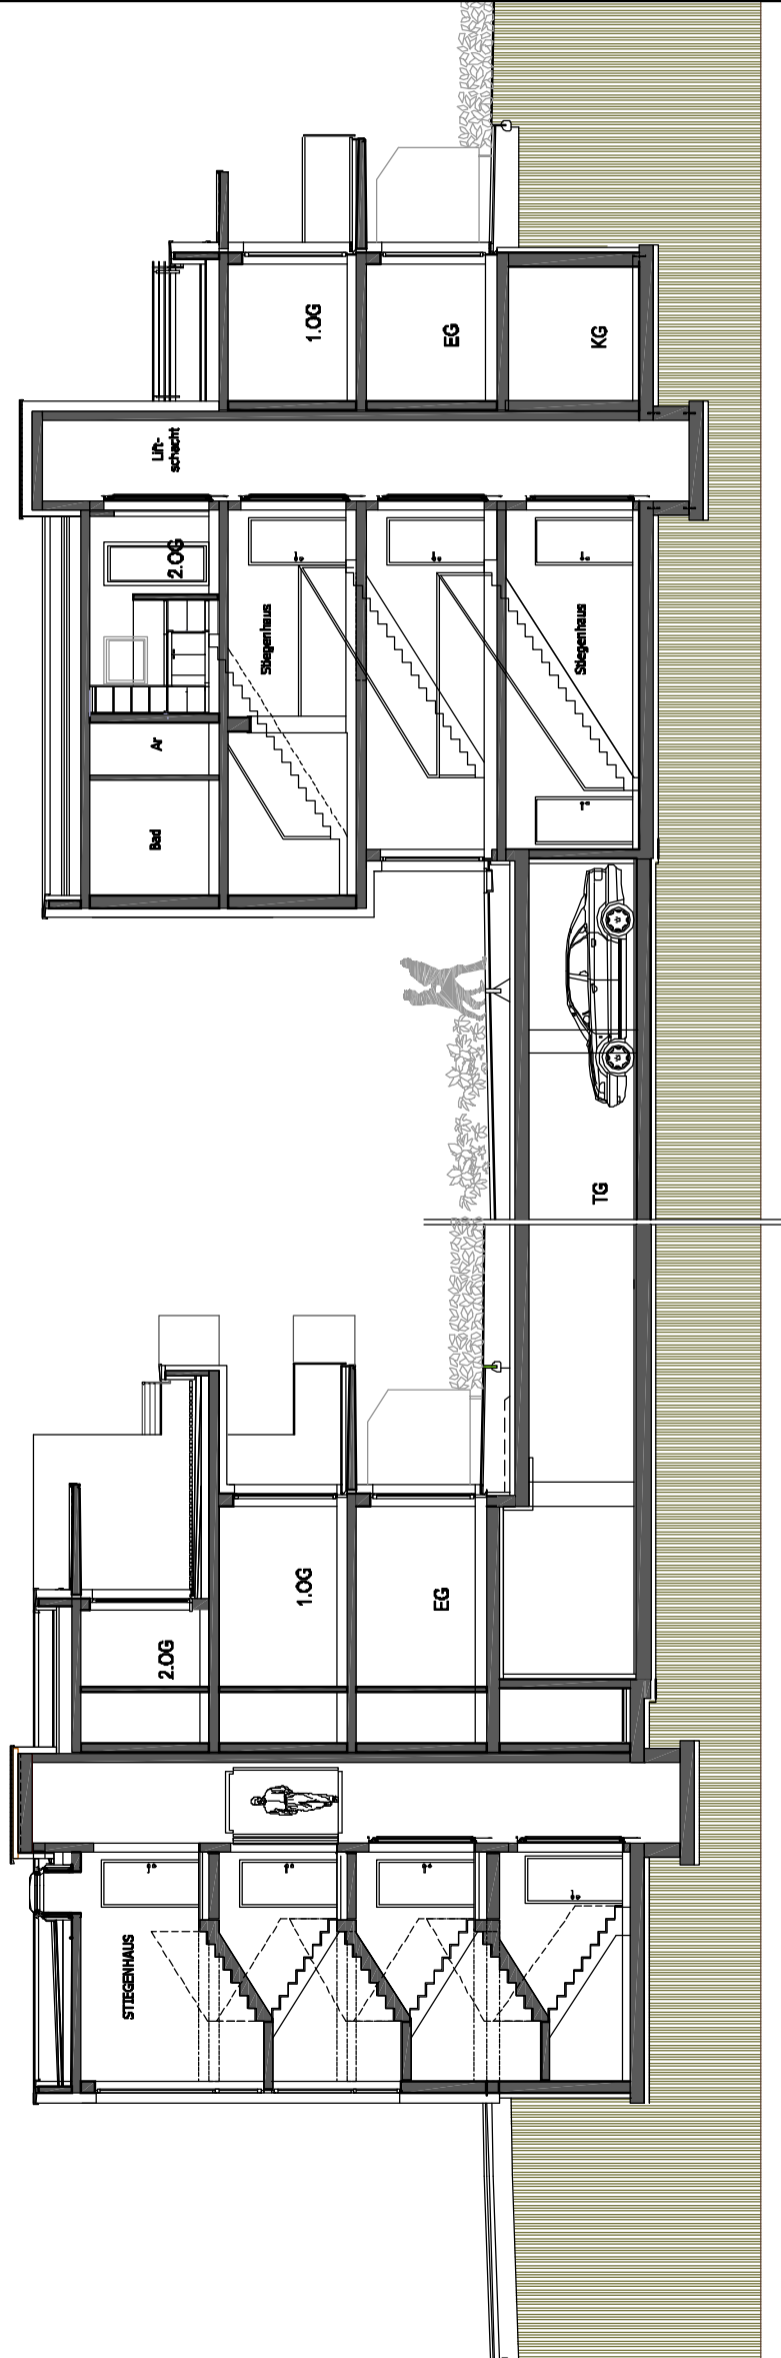 STIEGENHAUS
2.OG
1.OG
EG
TG
Bad
Ar
2.OG
Lift-
schacht
Stiegenhaus
1.OG
EG
Stiegenhaus
KG